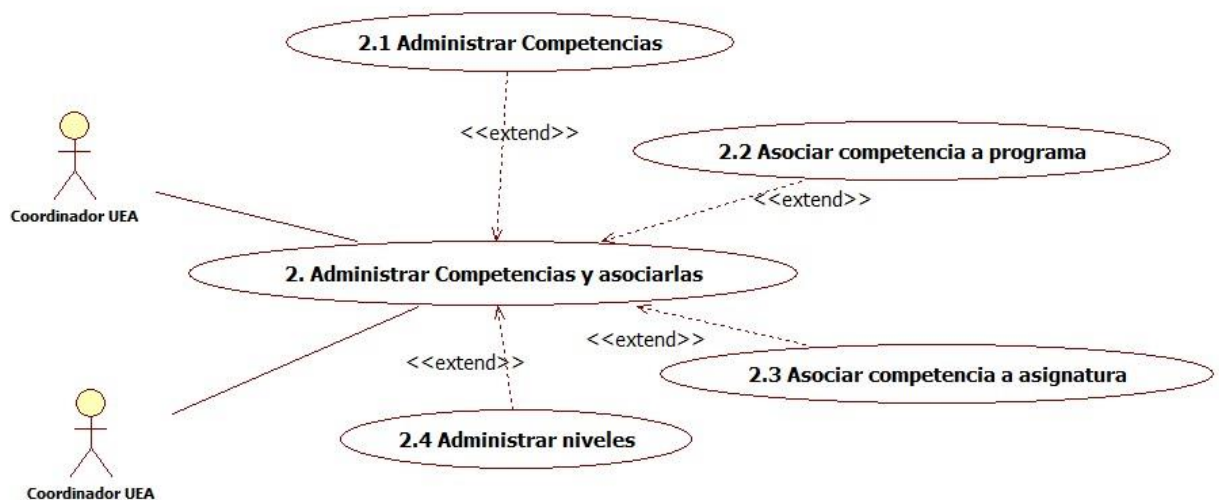 2.1 Administrar Competencias
<<extend>>
2.2 Asociar competencia a programa
<<extend>>
Coordinador UEA
2. Administrar Competencias y asociarlas
<<extend>>
<<extend>>
2.3 Asociar competencia a asignatura
2.4 Administrar niveles
Coordinador UEA